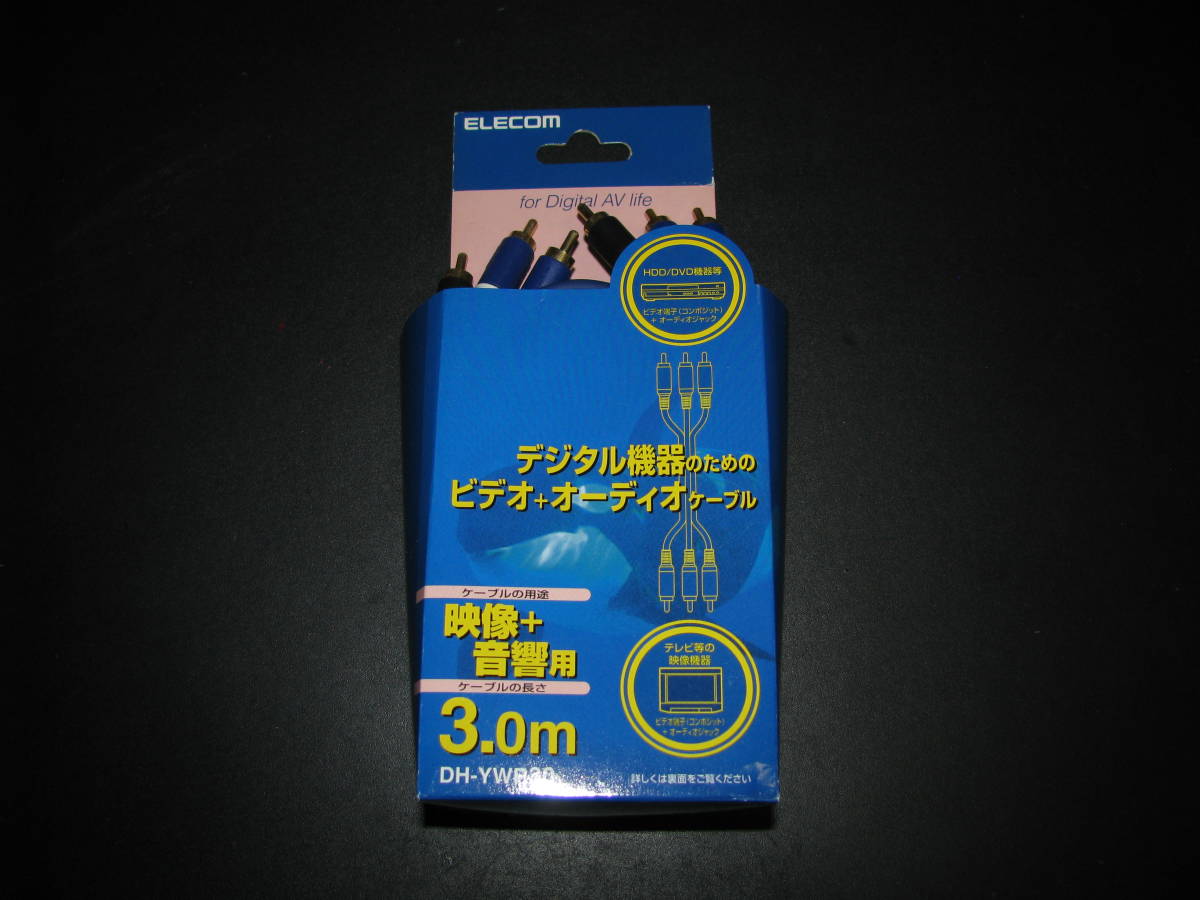 ELECOM
for Digital AV life
HDD/DVD機器等
ビデオ端子(コンポジット)
+ オーディオジャック
デジタル機器のための
ビデオ+オーディオケーブル
ケーブルの用途
映像+
音響用
ケーブルの長さ
3.0m
DH-YWR30
テレビ等の
映像機器
ビデオ端子(コンポジット)
+ オーディオジャック
詳しくは裏面をご覧ください